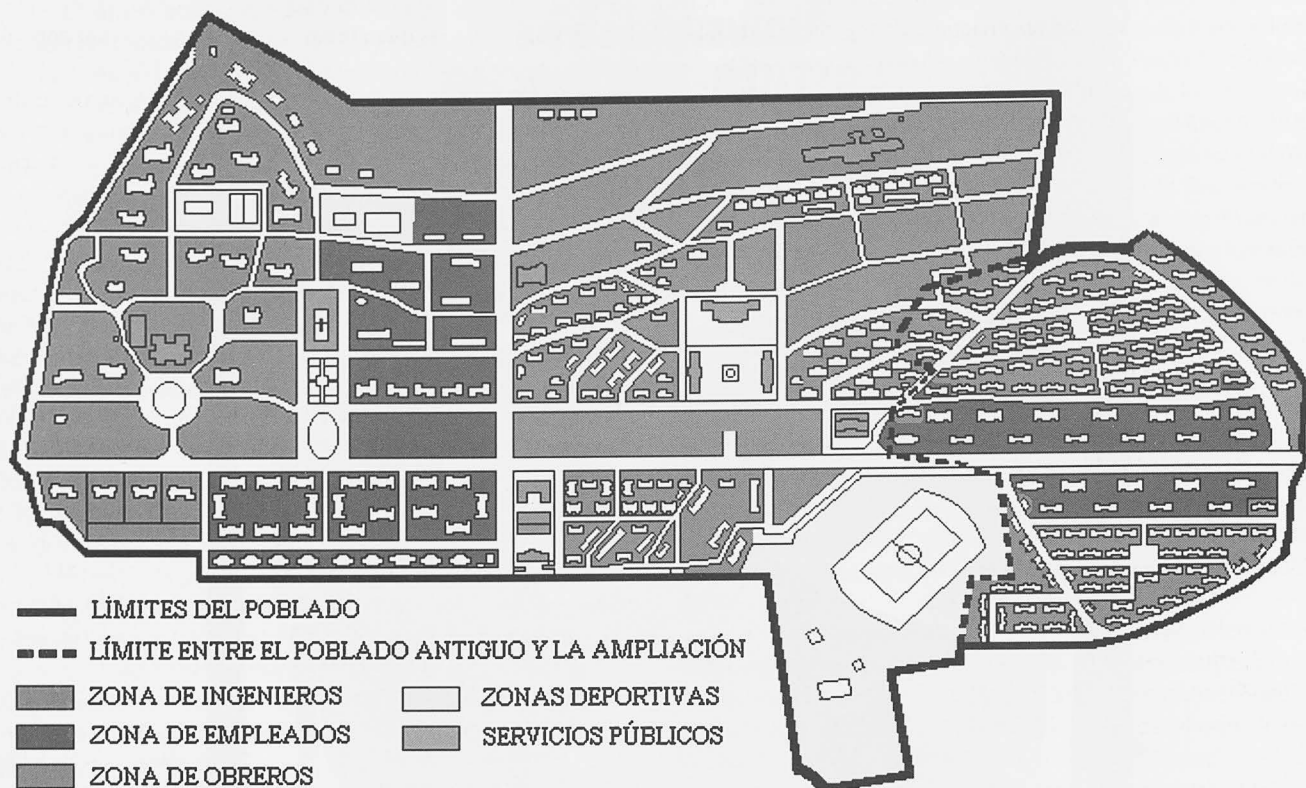 LÍMITES DEL POBLADO
LÍMITE ENTRE EL POBLADO ANTIGUO Y LA AMPLIACIÓN
ZONA DE INGENIEROS
ZONA DE EMPLEADOS
ZONA DE OBREROS
ZONAS DEPORTIVAS
SERVICIOS PÚBLICOS